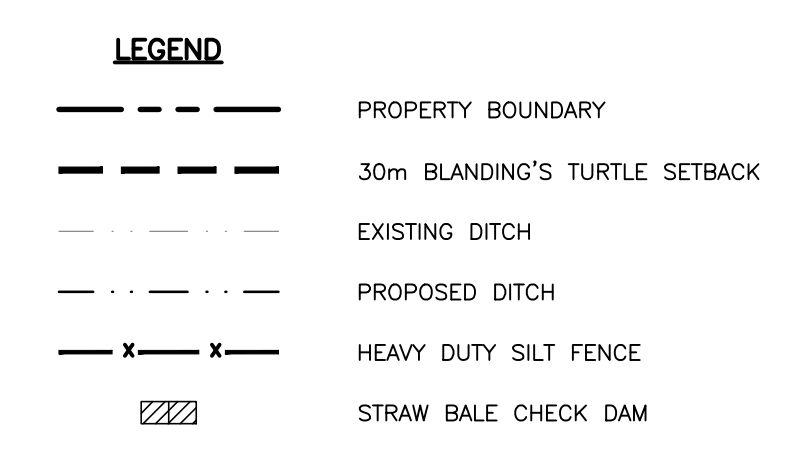 LEGEND
PROPERTY BOUNDARY
30m BLANDING'S TURTLE SETBACK
EXISTING DITCH
PROPOSED DITCH
x x HEAVY DUTY SILT FENCE
STRAW BALE CHECK DAM